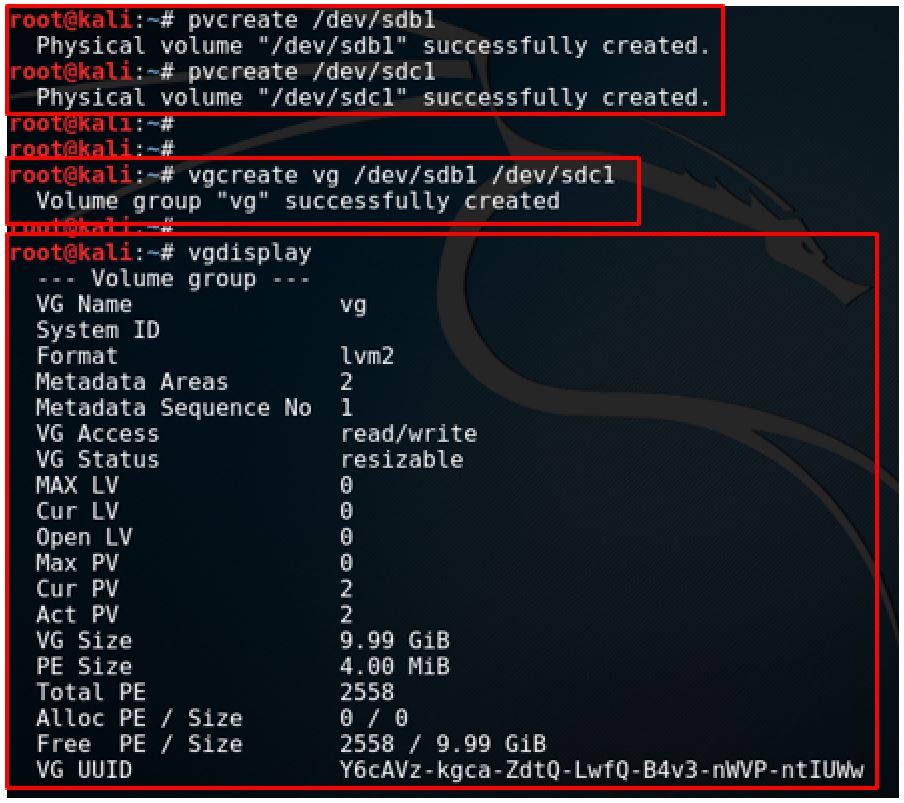 root@kali:~# pvcreate /dev/sdb1
  Physical volume "/dev/sdb1" successfully created.
root@kali:~# pvcreate /dev/sdc1
  Physical volume "/dev/sdc1" successfully created.
root@kali:~#
root@kali:~#
root@kali:~# vgcreate vg /dev/sdb1 /dev/sdc1
  Volume group "vg" successfully created
root@kali:~#
root@kali:~# vgdisplay
  --- Volume group ---
  VG Name               vg
  System ID
  Format                lvm2
  Metadata Areas        2
  Metadata Sequence No  1
  VG Access             read/write
  VG Status             resizable
  MAX LV                0
  Cur LV                0
  Open LV               0
  Max PV                0
  Cur PV                2
  Act PV                2
  VG Size               9.99 GiB
  PE Size               4.00 MiB
  Total PE              2558
  Alloc PE / Size       0 / 0
  Free  PE / Size       2558 / 9.99 GiB
  VG UUID               Y6cAVz-kgca-ZdtQ-LwfQ-B4v3-nWVP-ntIUWw